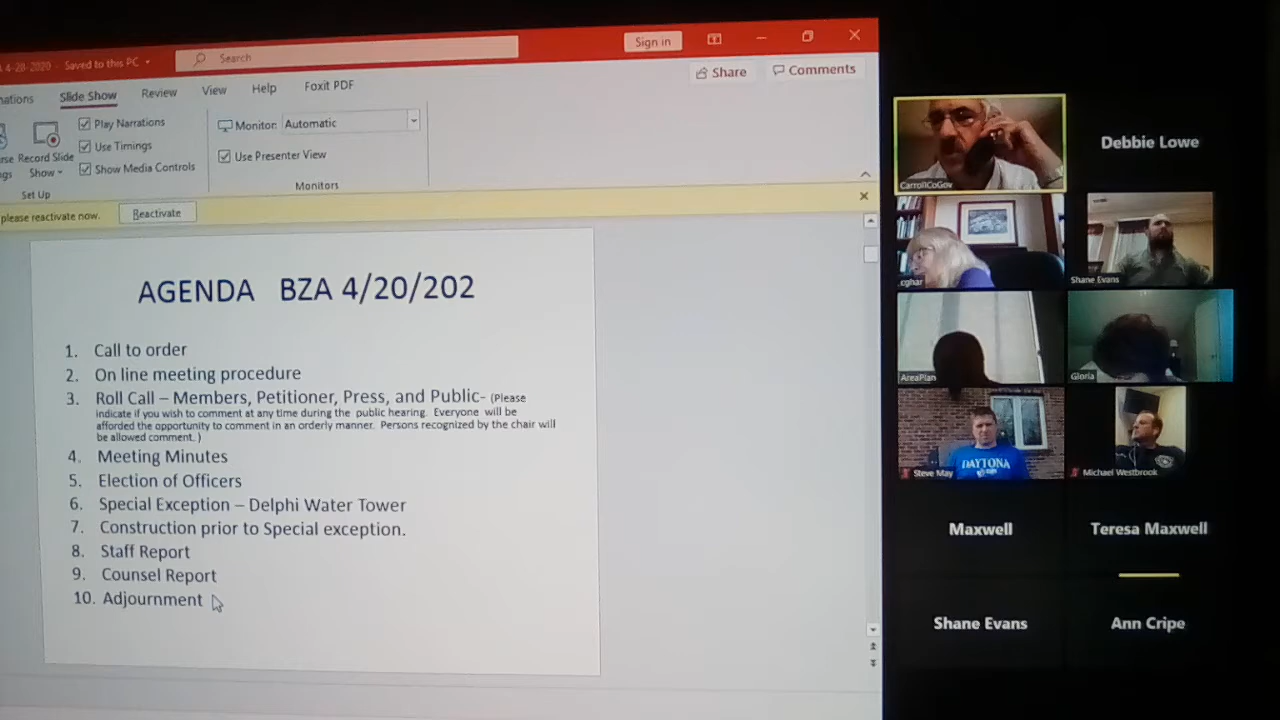 4-20-2020 - Saved to this PC
Search
Sign in
Slide Show
Review
View
Help
Foxit PDF
Share
Comments
Record Slide
Show
Play Narrations
Use Timings
Show Media Controls
Set Up
Monitor: Automatic
Use Presenter View
Monitors
please reactivate now.
Reactivate
AGENDA BZA 4/20/202
1. Call to order
2. On line meeting procedure
3. Roll Call – Members, Petitioner, Press, and Public- (Please
indicate if you wish to comment at any time during the public hearing. Everyone will be
afforded the opportunity to comment in an orderly manner. Persons recognized by the chair will
be allowed comment. )
4. Meeting Minutes
5. Election of Officers
6. Special Exception – Delphi Water Tower
7. Construction prior to Special exception.
8. Staff Report
9. Counsel Report
10. Adjournment
CarrollCoGov
Debbie Lowe
cghar
Shane Evans
AreaPlan
Gloria
Steve May
DAYTONA
Michael Westbrook
Maxwell
Teresa Maxwell
Shane Evans
Ann Cripe